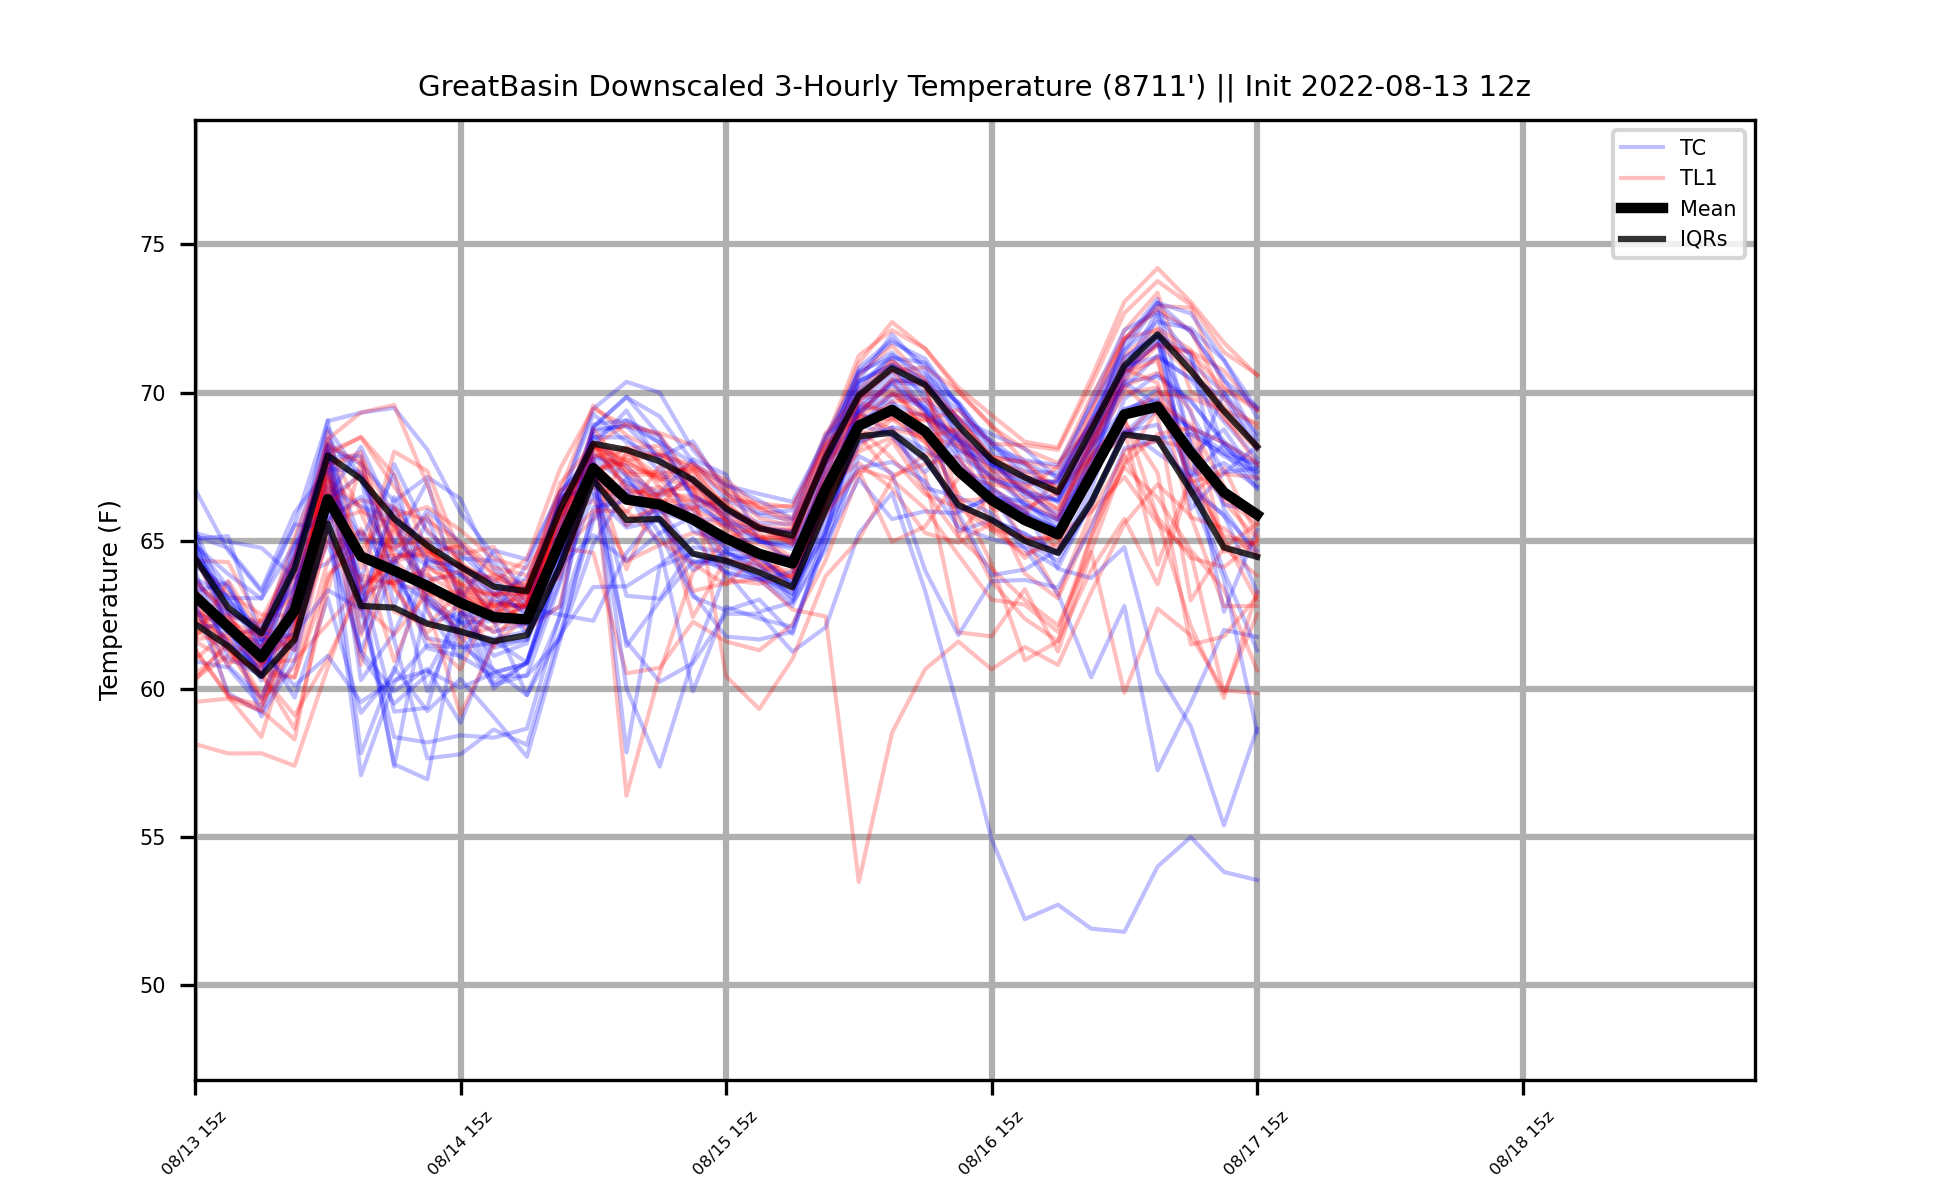 GreatBasin Downscaled 3-Hourly Temperature (8711') || Init 2022-08-13 12z
TC
TL1
Mean
IQRs
Temperature (F)
75
70
65
60
55
50
08/13 15z
08/14 15z
08/15 15z
08/16 15z
08/17 15z
08/18 15z